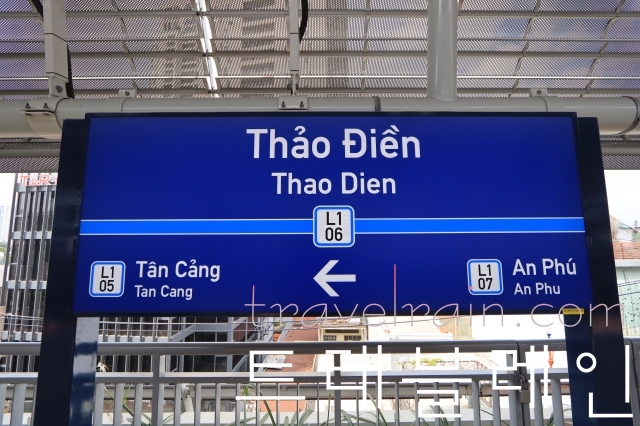 Thảo Điền
Thao Dien
L1
06
L1
05
Tân Cảng
Tan Cang
←
L1
07
An Phú
An Phu
travelrain.com
트래블레인